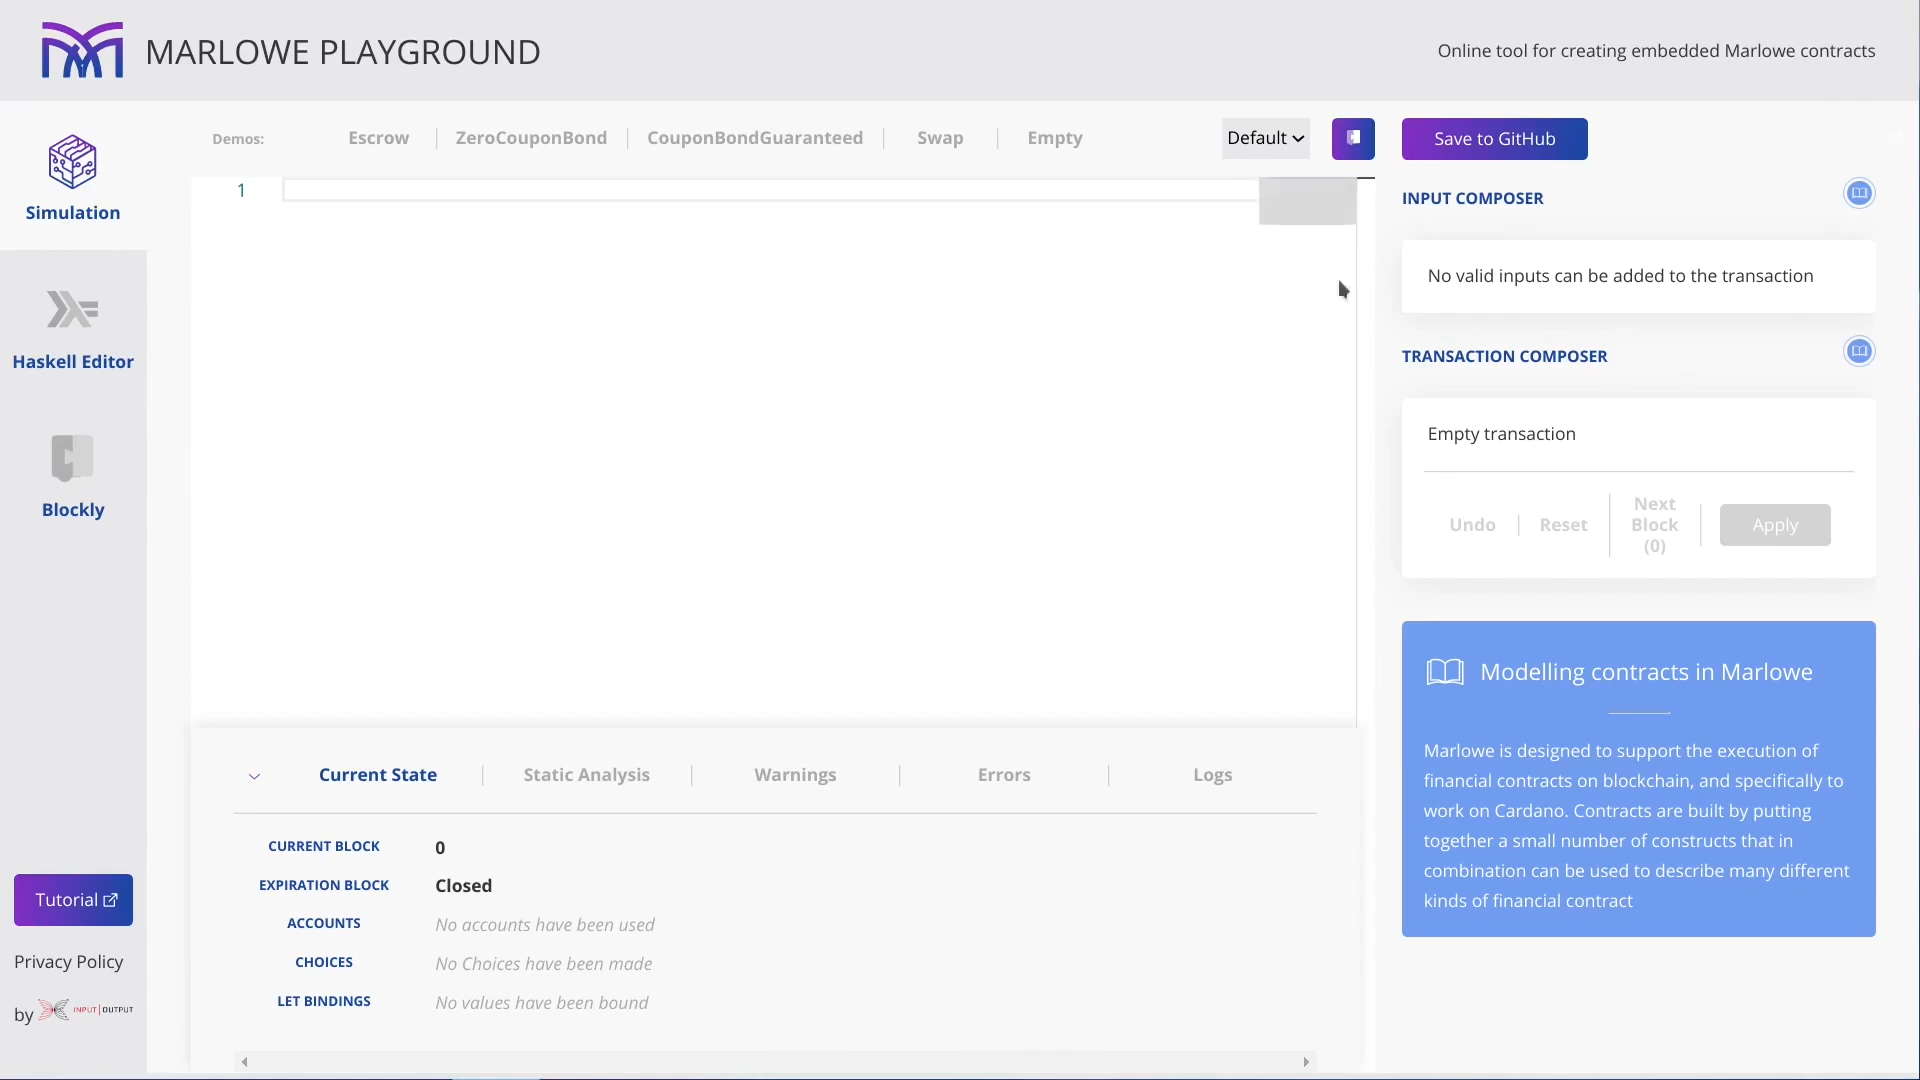 MARLOWE PLAYGROUND
Online tool for creating embedded Marlowe contracts
Simulation
Haskell Editor
Blockly
Tutorial
Privacy Policy
by INPUT | OUTPUT
Demos: Escrow ZeroCouponBond CouponBondGuaranteed Swap Empty
Default
1
Current State Static Analysis Warnings Errors Logs
CURRENT BLOCK 0
EXPIRATION BLOCK Closed
ACCOUNTS No accounts have been used
CHOICES No Choices have been made
LET BINDINGS No values have been bound
Save to GitHub
INPUT COMPOSER
No valid inputs can be added to the transaction
TRANSACTION COMPOSER
Empty transaction
Undo Reset
Next
Block
(0)
Apply
Modelling contracts in Marlowe
Marlowe is designed to support the execution of
financial contracts on blockchain, and specifically to
work on Cardano. Contracts are built by putting
together a small number of constructs that in
combination can be used to describe many different
kinds of financial contract